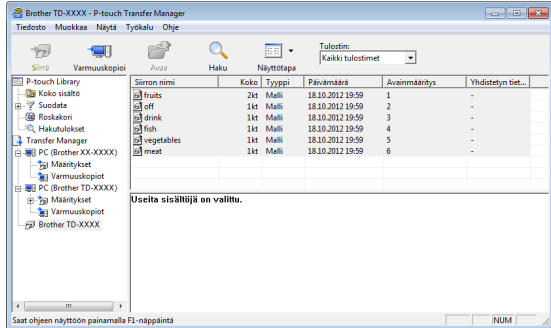 Brother TD-XXXX - P-touch Transfer Manager
Tiedosto Muokkaa Näytä Työkalu Ohje
Siirrä Varmuuskopioi Avaa Haku Näyttötapa
Tulostin:
Kaikki tulostimet
P-touch Library
Koko sisältö
Suodata
Roskakori
Hakutulokset
Transfer Manager
PC (Brother XX-XXXX)
Määritykset
Varmuuskopiot
PC (Brother TD-XXXX)
Määritykset
Varmuuskopiot
Brother TD-XXXX
Siirron nimi Koko Tyyppi Päivämäärä Avainmääritys Yhdistetyn tiet...
fruits 2kt Malli 18.10.2012 19:59 1 -
off 1kt Malli 18.10.2012 19:59 2 -
drink 1kt Malli 18.10.2012 19:59 3 -
fish 1kt Malli 18.10.2012 19:59 4 -
vegetables 1kt Malli 18.10.2012 19:59 5 -
meat 1kt Malli 18.10.2012 19:59 6 -
Useita sisältöjä on valittu.
Saat ohjeen näyttöön painamalla F1-näppäintä
NUM